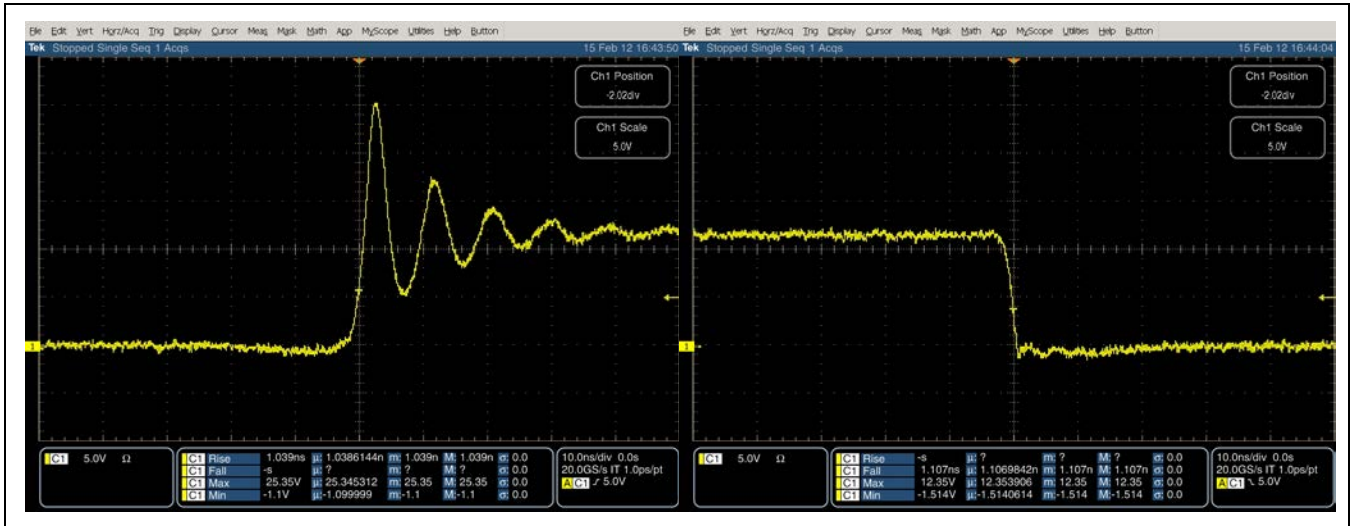 File Edit Vert Horiz/Acq Trig Display Cursor Meas Mask Math App MyScope Utilities Help Button
Tek Stopped Single Seq 1 Acqs 15 Feb 12 16:43:50
Ch1 Position
-2.02div
Ch1 Scale
5.0V
1
C1 5.0V Ω
C1 Rise 1.039ns µ: 1.0386144n m: 1.039n M: 1.039n σ: 0.0
C1 Fall -s µ: ? m: ? M: ? σ: 0.0
C1 Max 25.35V µ: 25.345312 m: 25.35 M: 25.35 σ: 0.0
C1 Min -1.1V µ: -1.099999 m: -1.1 M: -1.1 σ: 0.0
10.0ns/div 0.0s
20.0GS/s IT 1.0ps/pt
A C1 5.0V
File Edit Vert Horiz/Acq Trig Display Cursor Meas Mask Math App MyScope Utilities Help Button
Tek Stopped Single Seq 1 Acqs 15 Feb 12 16:44:04
Ch1 Position
-2.02div
Ch1 Scale
5.0V
1
C1 5.0V Ω
C1 Rise -s µ: ? m: ? M: ? σ: 0.0
C1 Fall 1.107ns µ: 1.1069842n m: 1.107n M: 1.107n σ: 0.0
C1 Max 12.35V µ: 12.353906 m: 12.35 M: 12.35 σ: 0.0
C1 Min -1.514V µ: -1.5140614 m: -1.514 M: -1.514 σ: 0.0
10.0ns/div 0.0s
20.0GS/s IT 1.0ps/pt
A C1 5.0V